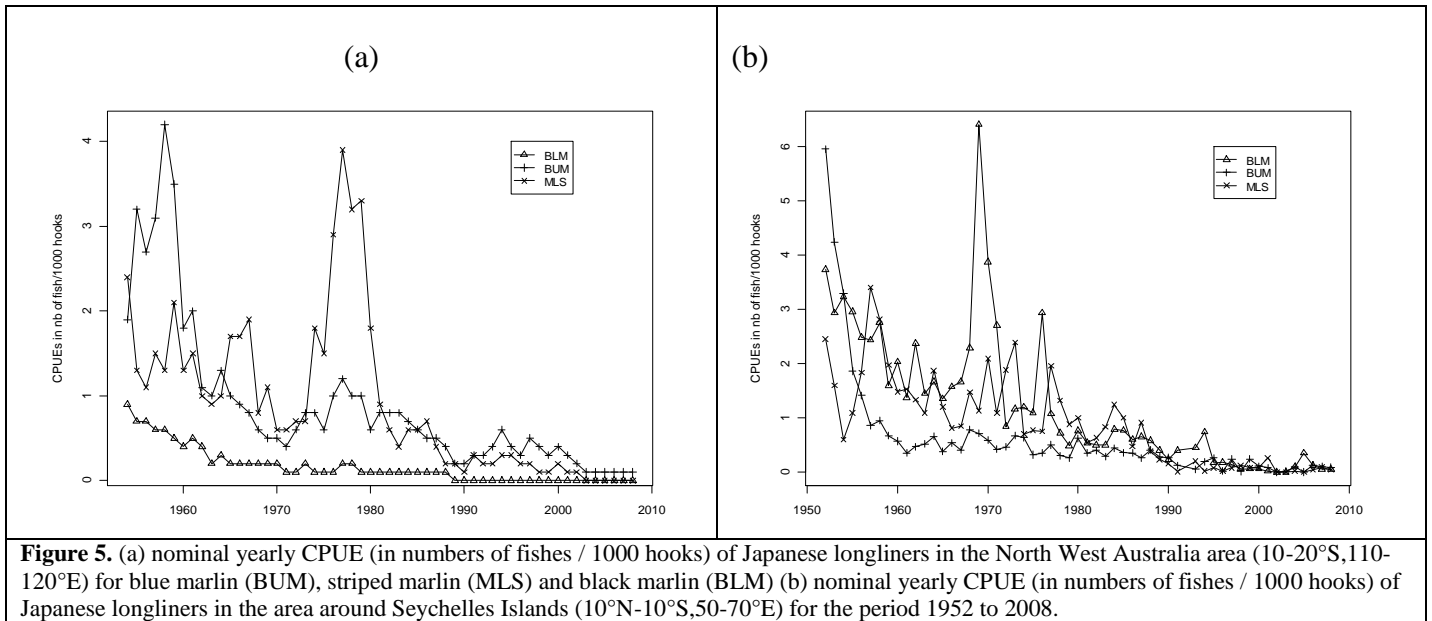 (a)
CPUEs in nb of fish/1000 hooks
4
3
2
1
0
BLM
BUM
MLS
1960 1970 1980 1990 2000 2010
(b)
CPUEs in nb of fish/1000 hooks
6
5
4
3
2
1
0
BLM
BUM
MLS
1950 1960 1970 1980 1990 2000 2010
Figure 5. (a) nominal yearly CPUE (in numbers of fishes / 1000 hooks) of Japanese longliners in the North West Australia area (10-20°S,110-
120°E) for blue marlin (BUM), striped marlin (MLS) and black marlin (BLM) (b) nominal yearly CPUE (in numbers of fishes / 1000 hooks) of
Japanese longliners in the area around Seychelles Islands (10°N-10°S,50-70°E) for the period 1952 to 2008.